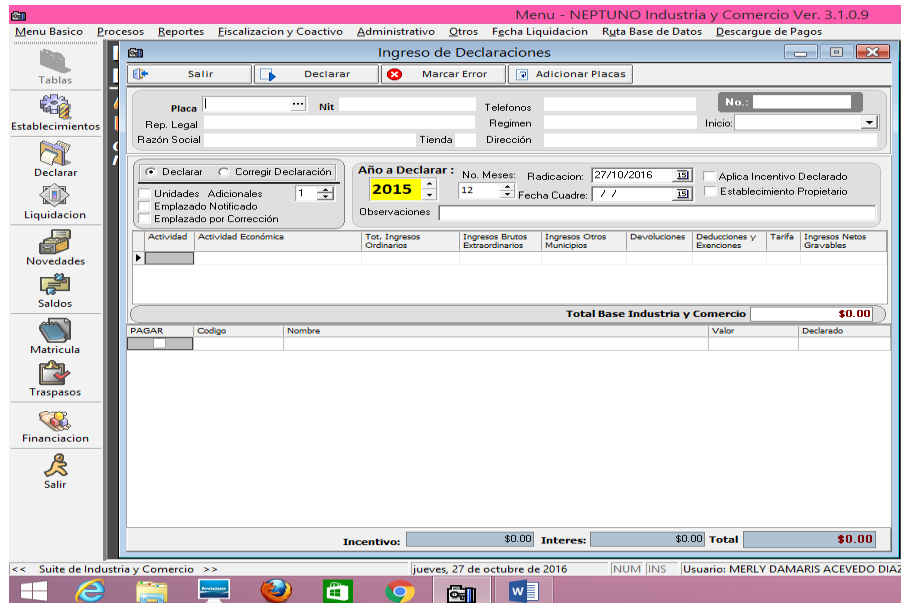 Menu - NEPTUNO Industria y Comercio Ver. 3.1.0.9
Menu Basico Procesos Reportes Fiscalizacion y Coactivo Administrativo Otros Fecha Liquidacion Ruta Base de Datos Descargue de Pagos
Ingreso de Declaraciones
Salir Declarar Marcar Error Adicionar Placas
Tablas
Establecimientos
Declarar
Liquidacion
Novedades
Saldos
Matricula
Traspasos
Financiacion
Salir
Placa ... Nit Telefonos No.:
Rep. Legal Regimen Inicio:
Razón Social Tienda Dirección
Declarar Corregir Declaración
Unidades Adicionales 1
Emplazado Notificado
Emplazado por Corrección
Año a Declarar : No. Meses: Radicacion: 27/10/2016 15 Aplica Incentivo Declarado
2015 12 Fecha Cuadre: / / 15 Establecimiento Propietario
Observaciones
Actividad Actividad Económica Tot. Ingresos Ordinarios Ingresos Brutos Extraordinarios Ingresos Otros Municipios Devoluciones Deducciones y Exenciones Tarifa Ingresos Netos Gravables
Total Base Industria y Comercio $0.00
PAGAR Codigo Nombre Valor Declarado
Incentivo: $0.00 Interes: $0.00 Total $0.00
<< Suite de Industria y Comercio >> jueves, 27 de octubre de 2016 NUM INS Usuario: MERLY DAMARIS ACEVEDO DIAZ